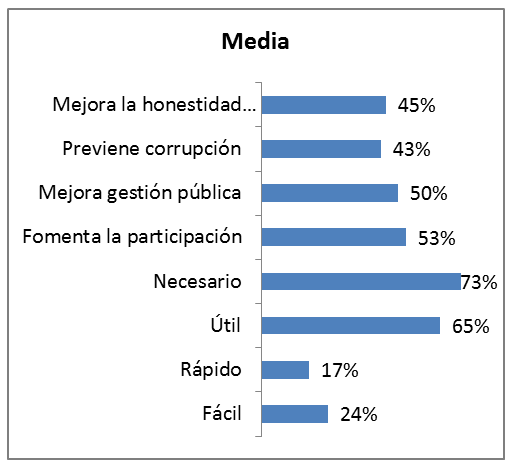 Media
Mejora la honestidad... 45%
Previene corrupción 43%
Mejora gestión pública 50%
Fomenta la participación 53%
Necesario 73%
Útil 65%
Rápido 17%
Fácil 24%